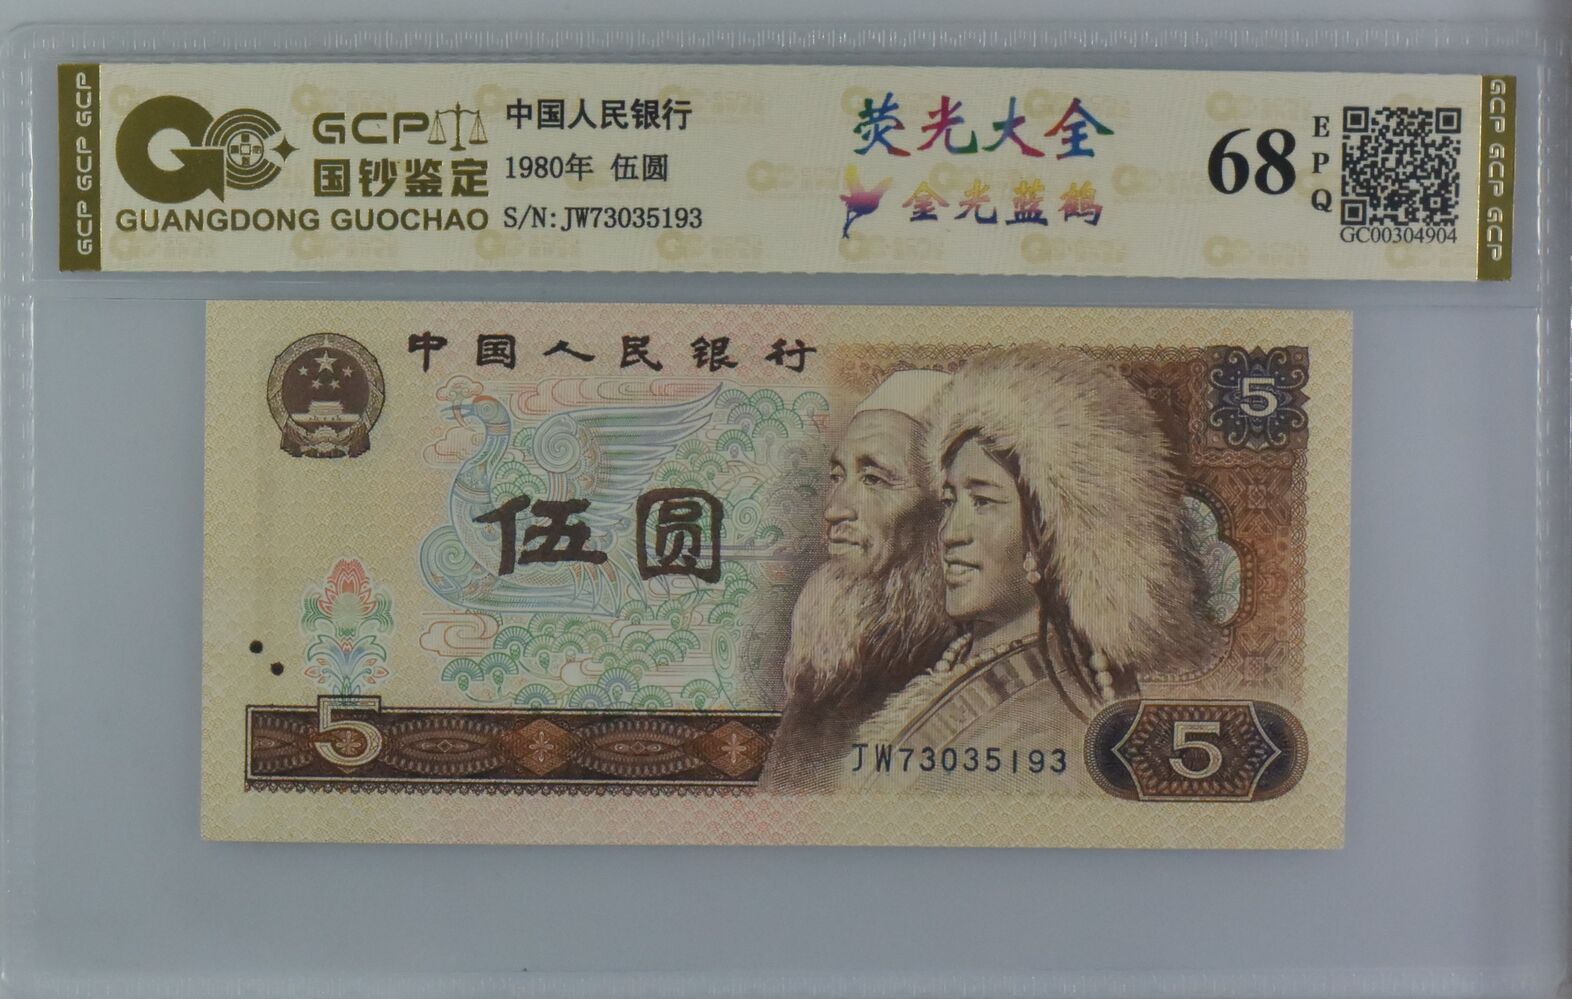 GCP GCP GCP
GCP
国钞鉴定
GUANGDONG GUOCHAO
中国人民银行
1980年 伍圆
S/N: JW73035193
荧光大全
金光蓝鹤
68
EPQ
GC00304904
GCP GCP GCP
中国人民银行
5
伍圆
5
JW73035193
5